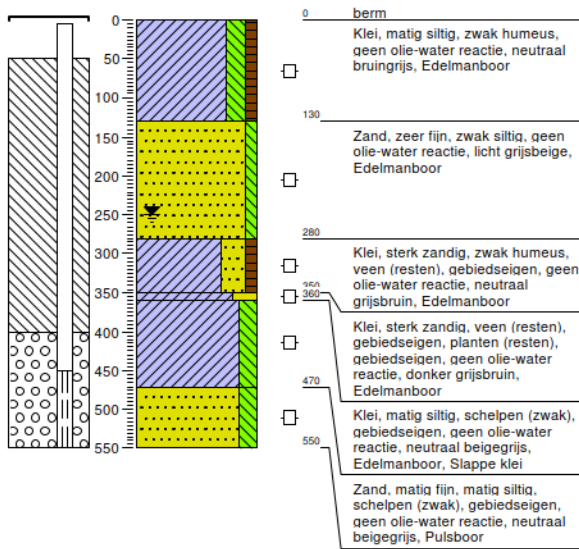 0
50
100
150
200
250
300
350
400
450
500
550
0
berm
Klei, matig siltig, zwak humeus,
geen olie-water reactie, neutraal
bruingrijs, Edelmanboor
130
Zand, zeer fijn, zwak siltig, geen
olie-water reactie, licht grijsbeige,
Edelmanboor
280
Klei, sterk zandig, zwak humeus,
veen (resten), gebiedseigen, geen
olie-water reactie, neutraal
grijsbruin, Edelmanboor
350
360
Klei, sterk zandig, veen (resten),
gebiedseigen, planten (resten),
gebiedseigen, geen olie-water
reactie, donker grijsbruin,
Edelmanboor
470
Klei, matig siltig, schelpen (zwak),
gebiedseigen, geen olie-water
reactie, neutraal beigegrijs,
Edelmanboor, Slappe klei
550
Zand, matig fijn, matig siltig,
schelpen (zwak), gebiedseigen,
geen olie-water reactie, neutraal
beigegrijs, Pulsboor